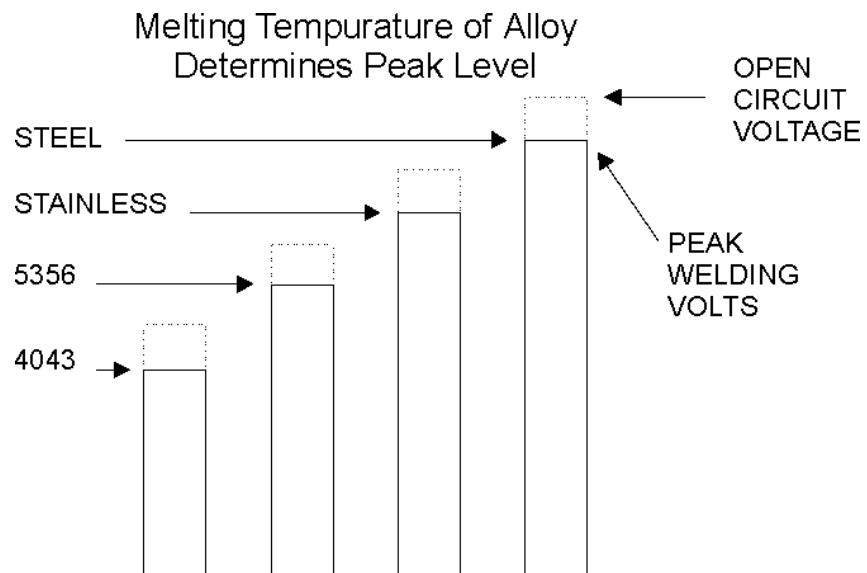 Melting Tempurature of Alloy
Determines Peak Level
OPEN
CIRCUIT
VOLTAGE
STEEL
STAINLESS
PEAK
WELDING
VOLTS
5356
4043